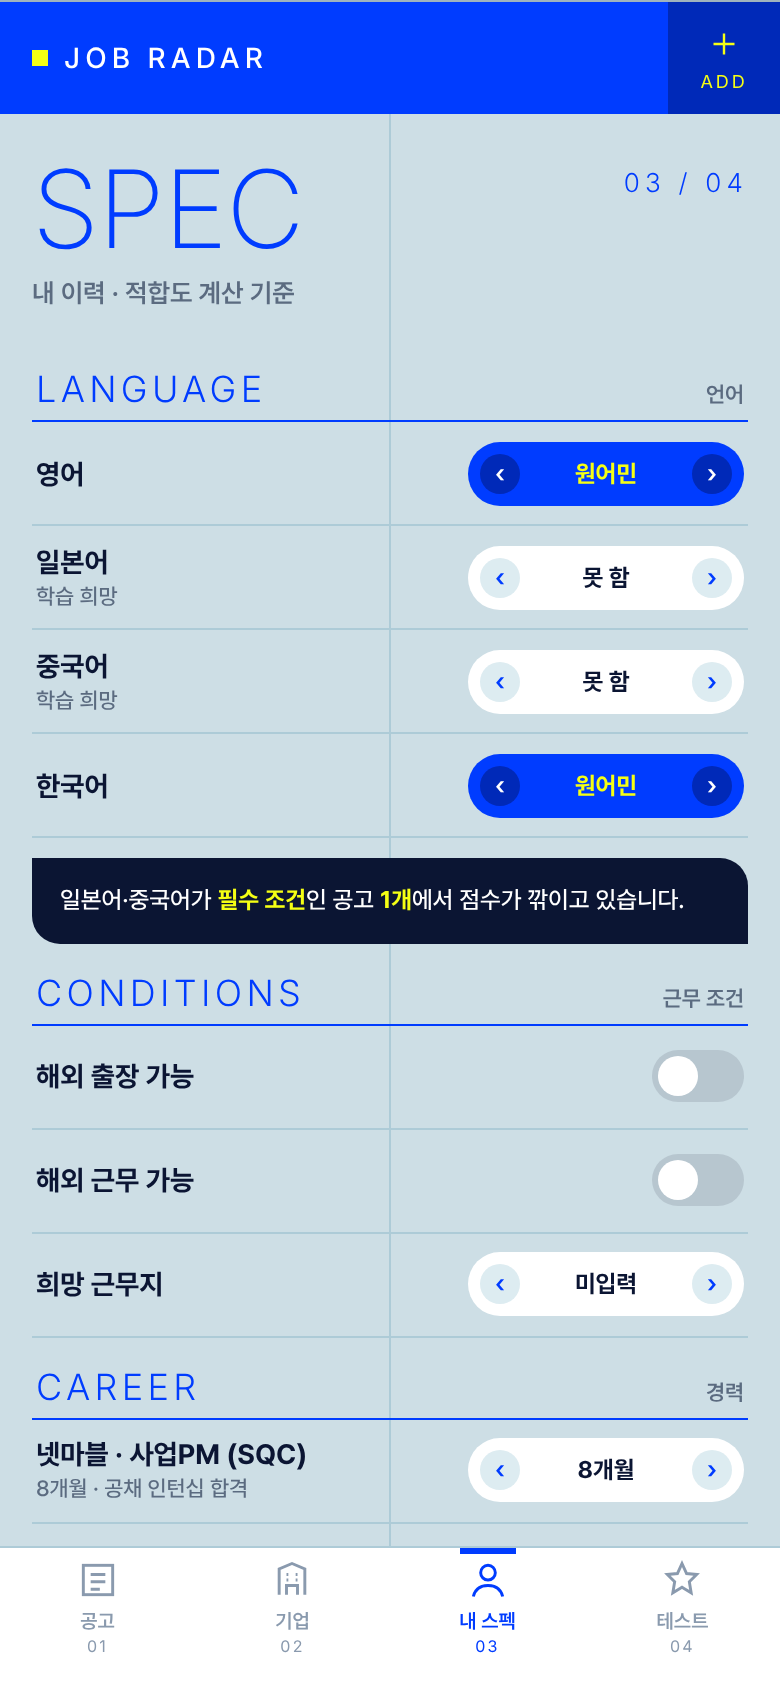 JOB RADAR
+
ADD
SPEC
03 / 04
내 이력 · 적합도 계산 기준
LANGUAGE
언어
영어
‹ 원어민 ›
일본어
학습 희망
‹ 못 함 ›
중국어
학습 희망
‹ 못 함 ›
한국어
‹ 원어민 ›
일본어·중국어가 필수 조건인 공고 1개에서 점수가 깎이고 있습니다.
CONDITIONS
근무 조건
해외 출장 가능
해외 근무 가능
희망 근무지
‹ 미입력 ›
CAREER
경력
넷마블 · 사업PM (SQC)
8개월 · 공채 인턴십 합격
‹ 8개월 ›
공고
01
기업
02
내 스펙
03
테스트
04